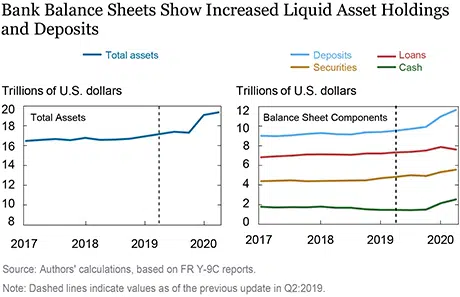 Bank Balance Sheets Show Increased Liquid Asset Holdings
and Deposits
Total assets
Deposits
Loans
Securities
Cash
Trillions of U.S. dollars
20
18
16
14
12
10
8
Total Assets
2017
2018
2019
2020
Trillions of U.S. dollars
12
10
8
6
4
2
0
Balance Sheet Components
2017
2018
2019
2020
Source: Authors' calculations, based on FR Y-9C reports.
Note: Dashed lines indicate values as of the previous update in Q2:2019.